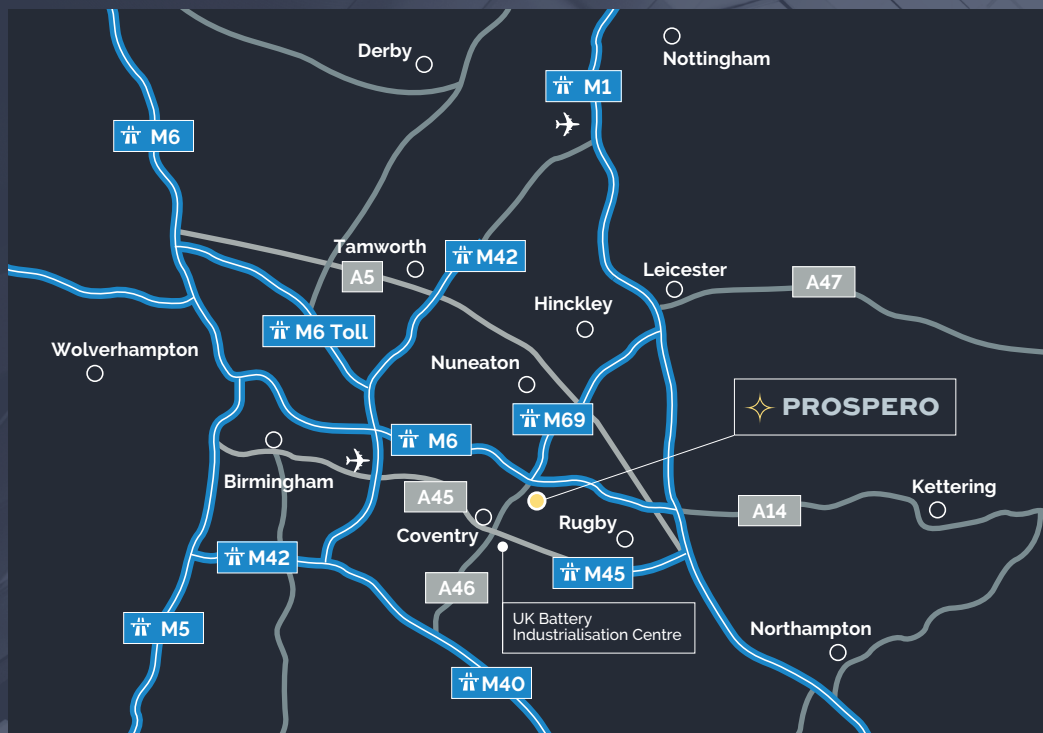 Derby
Nottingham
M1
M6
Tamworth
M42
A5
Leicester
A47
Hinckley
M6 Toll
Wolverhampton
Nuneaton
PROSPERO
M69
M6
Birmingham
A45
Kettering
A14
Coventry
Rugby
M42
M45
A46
UK Battery
Industrialisation Centre
M5
Northampton
M40